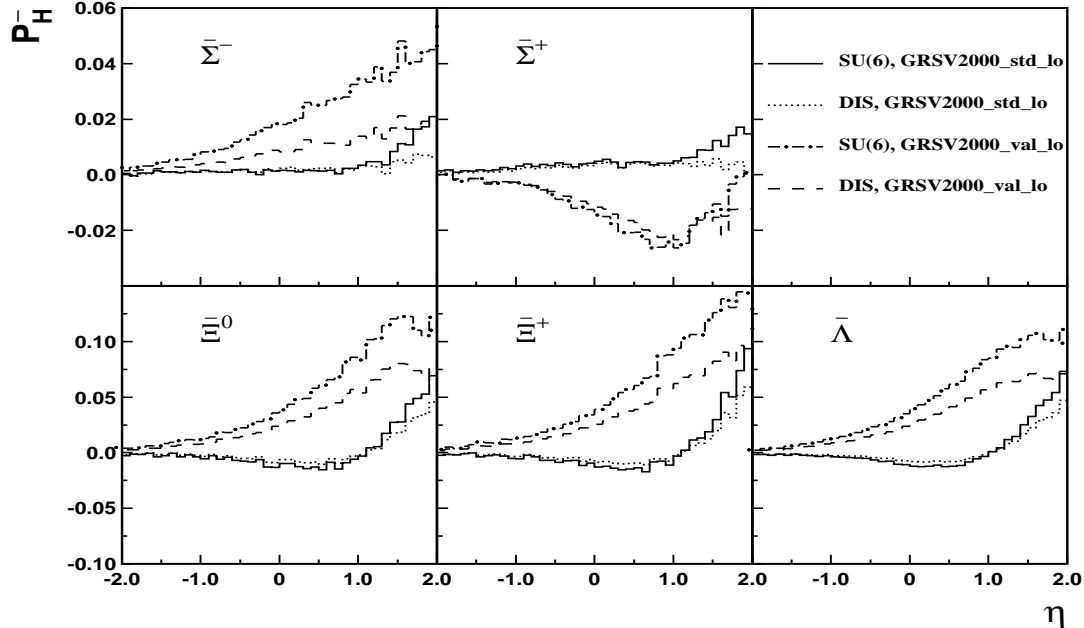 P_H̄
0.06
0.04
0.02
0.0
-0.02
Σ̄⁻
Σ̄⁺
SU(6), GRSV2000_std_lo
DIS, GRSV2000_std_lo
SU(6), GRSV2000_val_lo
DIS, GRSV2000_val_lo
0.10
0.05
0.0
-0.05
-0.10
Ξ̄⁰
Ξ̄⁺
Λ̄
-2.0 -1.0 0 1.0 2.0 -1.0 0 1.0 2.0 -1.0 0 1.0 2.0
η